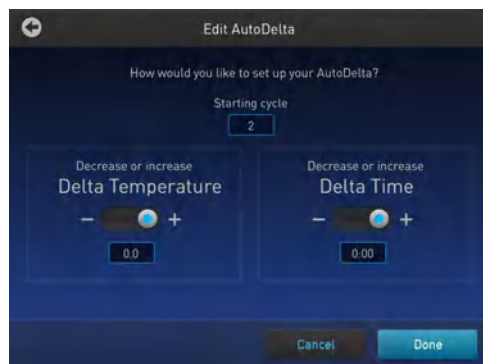 Edit AutoDelta
How would you like to set up your AutoDelta?
Starting cycle
2
Decrease or increase
Delta Temperature
– +
0.0
Decrease or increase
Delta Time
– +
0:00
Cancel
Done